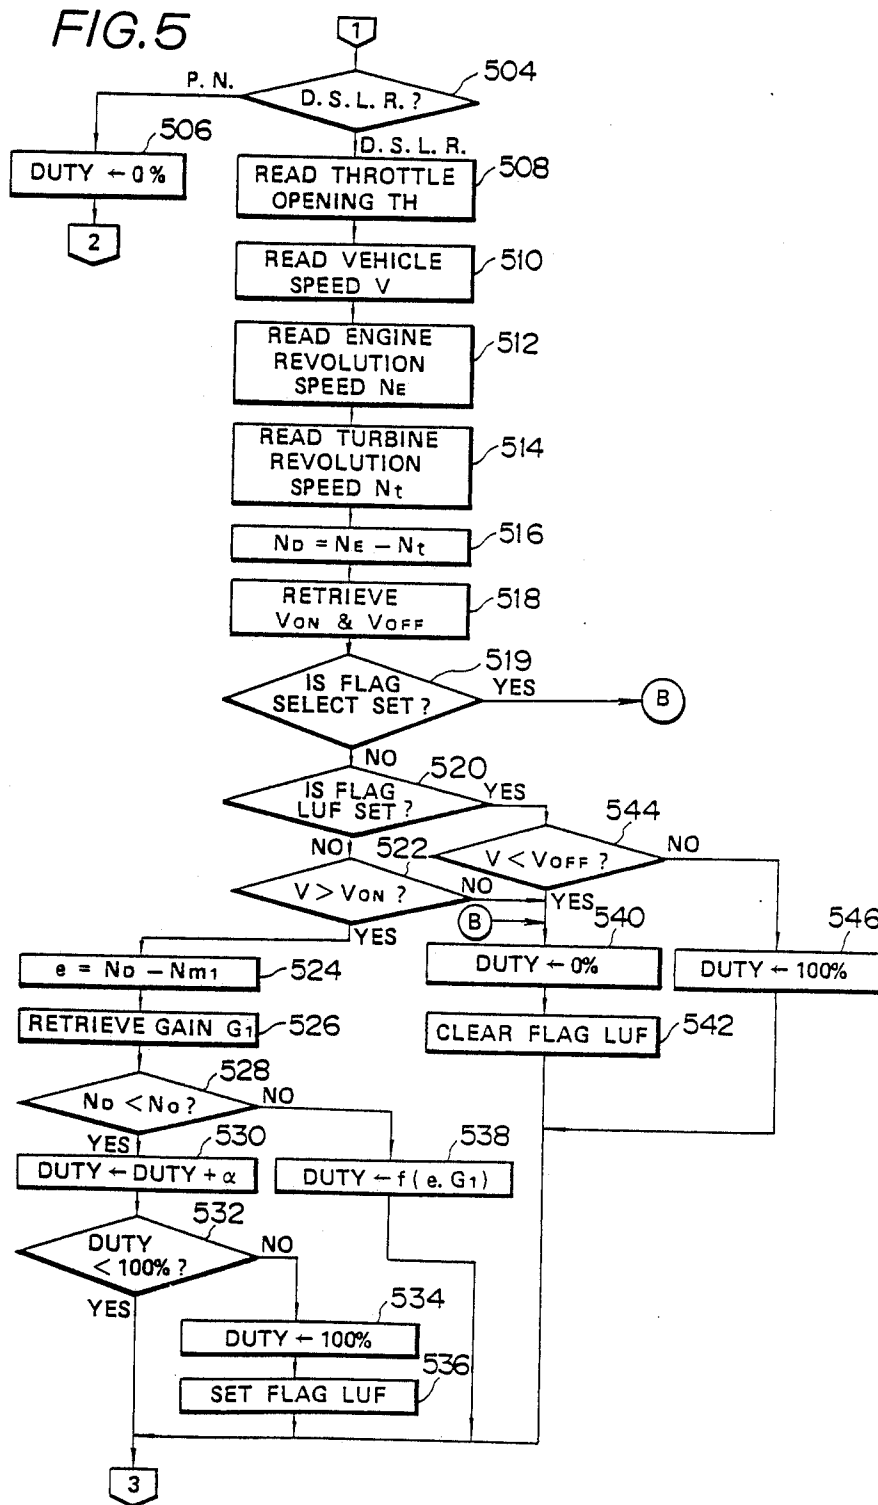 FIG.5
1
504
P. N.
D. S. L. R. ?
506
D. S. L. R.
DUTY ← 0%
READ THROTTLE
OPENING TH
508
2
READ VEHICLE
SPEED V
510
READ ENGINE
REVOLUTION
SPEED NE
512
READ TURBINE
REVOLUTION
SPEED Nt
514
ND = NE − Nt
516
RETRIEVE
VON & VOFF
518
519
IS FLAG
SELECT SET?
YES
B
NO
520
IS FLAG
LUF SET?
YES
544
NO
522
V < VOFF ?
NO
V > VON ?
NO
YES
B
540
546
YES
e = ND − Nm1
524
DUTY ← 0%
DUTY ← 100%
RETRIEVE GAIN G1
526
CLEAR FLAG LUF
542
528
ND < NO?
NO
YES
530
538
DUTY ← DUTY + α
DUTY ← f ( e. G1 )
532
DUTY
< 100%?
NO
YES
534
DUTY ← 100%
536
SET FLAG LUF
3